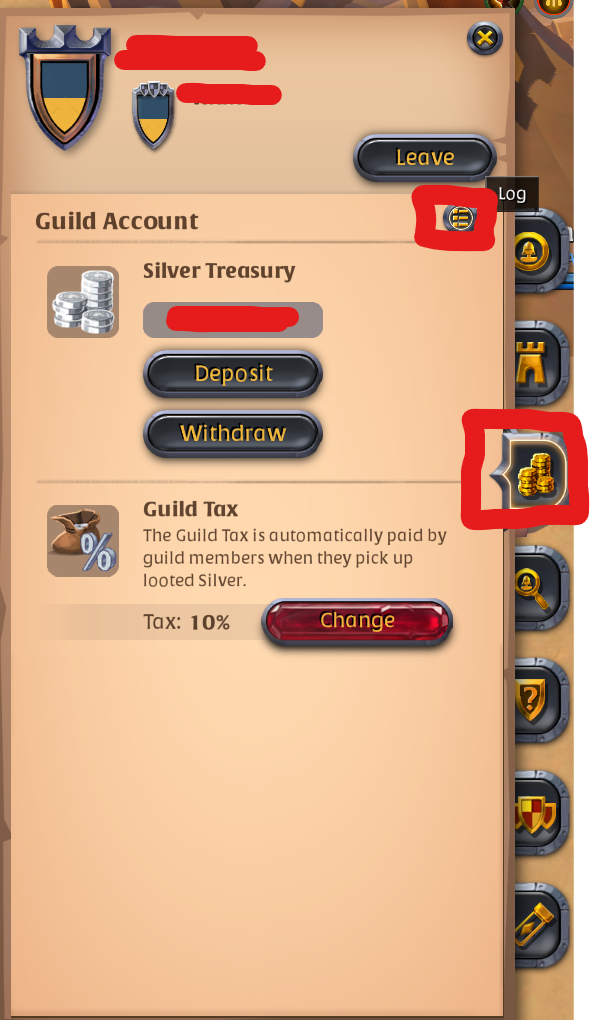 Leave
Log
Guild Account
Silver Treasury
Deposit
Withdraw
Guild Tax
The Guild Tax is automatically paid by
guild members when they pick up
looted Silver.
Tax: 10%
Change